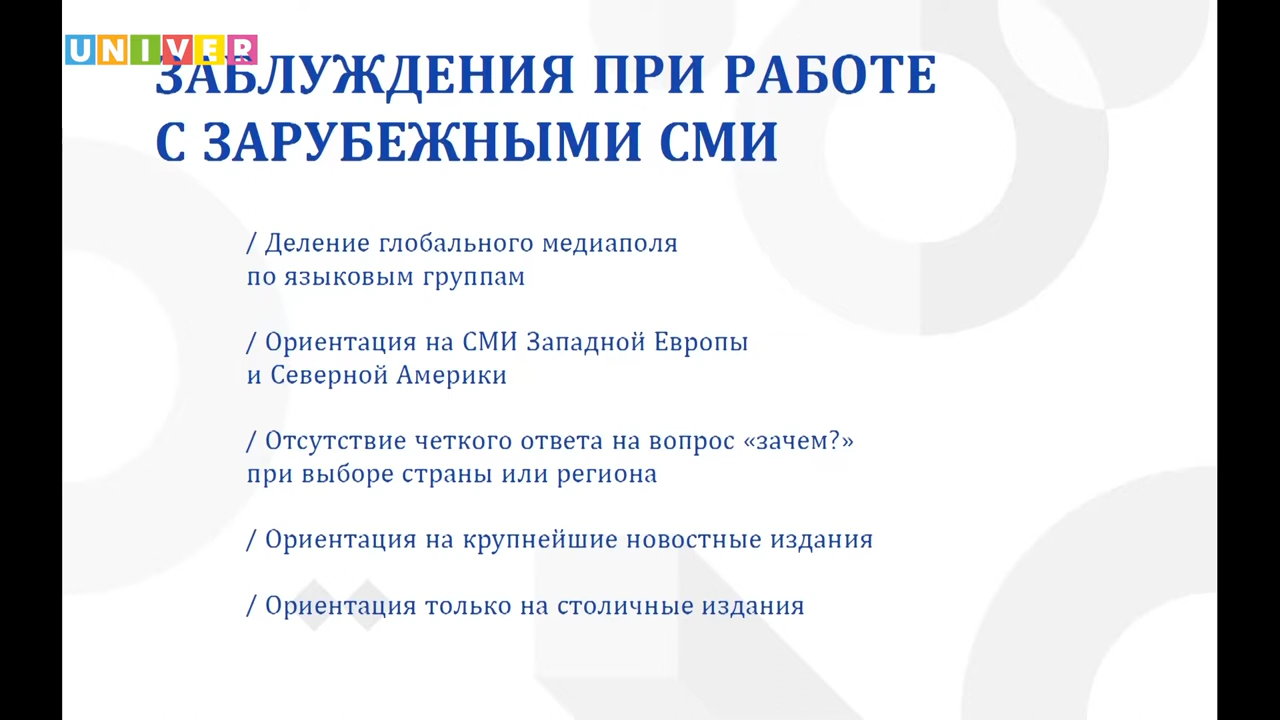 UNIVER
ЗАБЛУЖДЕНИЯ ПРИ РАБОТЕ
С ЗАРУБЕЖНЫМИ СМИ
/ Деление глобального медиаполя
по языковым группам
/ Ориентация на СМИ Западной Европы
и Северной Америки
/ Отсутствие четкого ответа на вопрос «зачем?»
при выборе страны или региона
/ Ориентация на крупнейшие новостные издания
/ Ориентация только на столичные издания